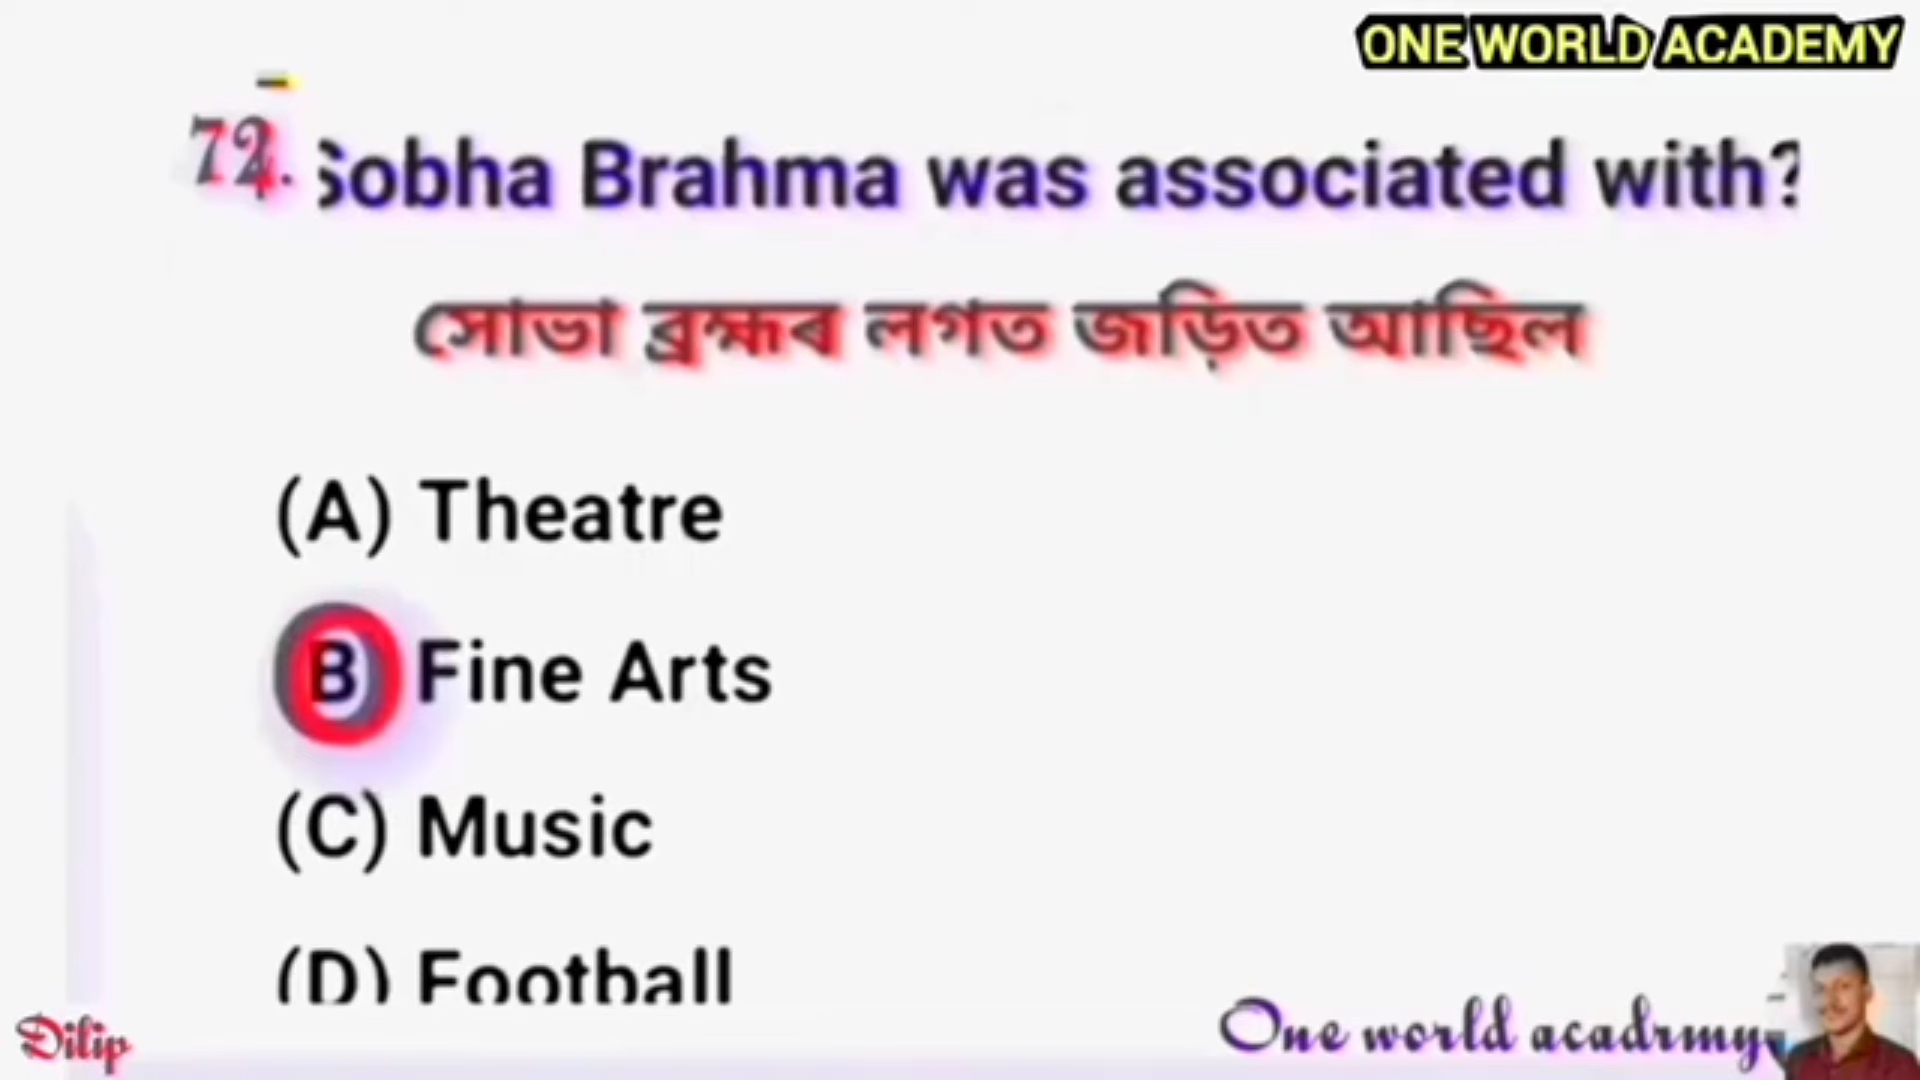 ONE WORLD ACADEMY
72. Sobha Brahma was associated with?
সোভা ব্ৰহ্মৰ লগত জড়িত আছিল
(A) Theatre
B) Fine Arts
(C) Music
(D) Football
Dilip
One world acadrmy